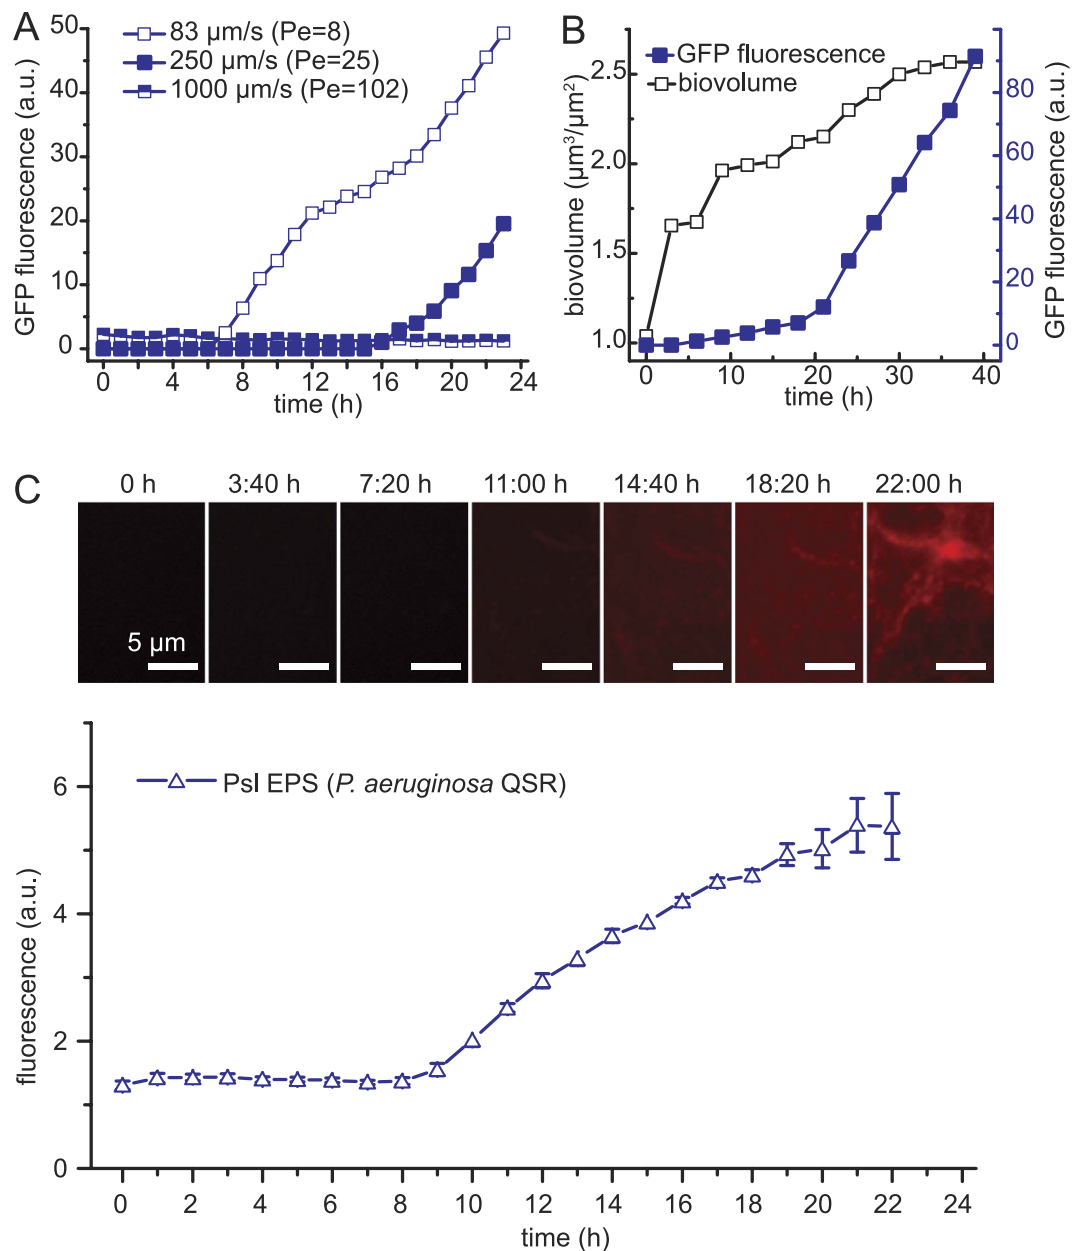 A
83 µm/s (Pe=8)
250 µm/s (Pe=25)
1000 µm/s (Pe=102)
GFP fluorescence (a.u.)
50
40
30
20
10
0
0 4 8 12 16 20 24
time (h)
B
GFP fluorescence
biovolume
biovolume (µm³/µm²)
2.5
2.0
1.5
1.0
GFP fluorescence (a.u.)
80
60
40
20
0
0 10 20 30 40
time (h)
C
0 h 3:40 h 7:20 h 11:00 h 14:40 h 18:20 h 22:00 h
5 µm
Psl EPS (P. aeruginosa QSR)
fluorescence (a.u.)
6
4
2
0
0 2 4 6 8 10 12 14 16 18 20 22 24
time (h)